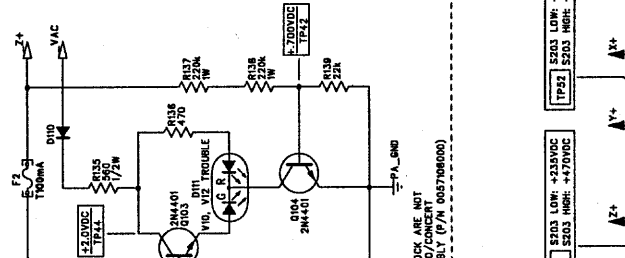 Z+
VAC
F2
T100mA
D110
R135
560
1/2W
+2.0VDC
TP44
R136
470
2N4401
Q103
D111
V10, V12 TROUBLE
G R
R137
220k
1W
R138
220k
1W
+.700VDC
TP42
R139
22k
Q104
2N4401
PA_GND
OCK ARE NOT
D/CONCERT
BLY (P/N 0057108000)
S203 LOW:
S203 HIGH:
TP52
X+
Y+
S203 LOW: +235VDC
S203 HIGH: +470VDC
Z+